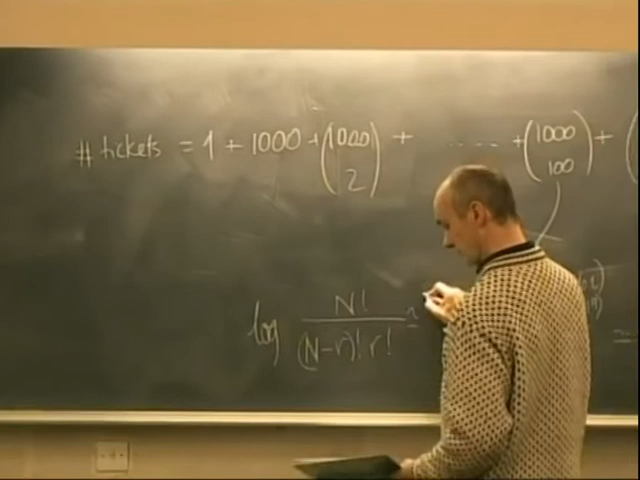 # tickets = 1 + 1000 + (1000 2) + ..... + (1000 100) +
log N! / (N-r)! r! ≃
=